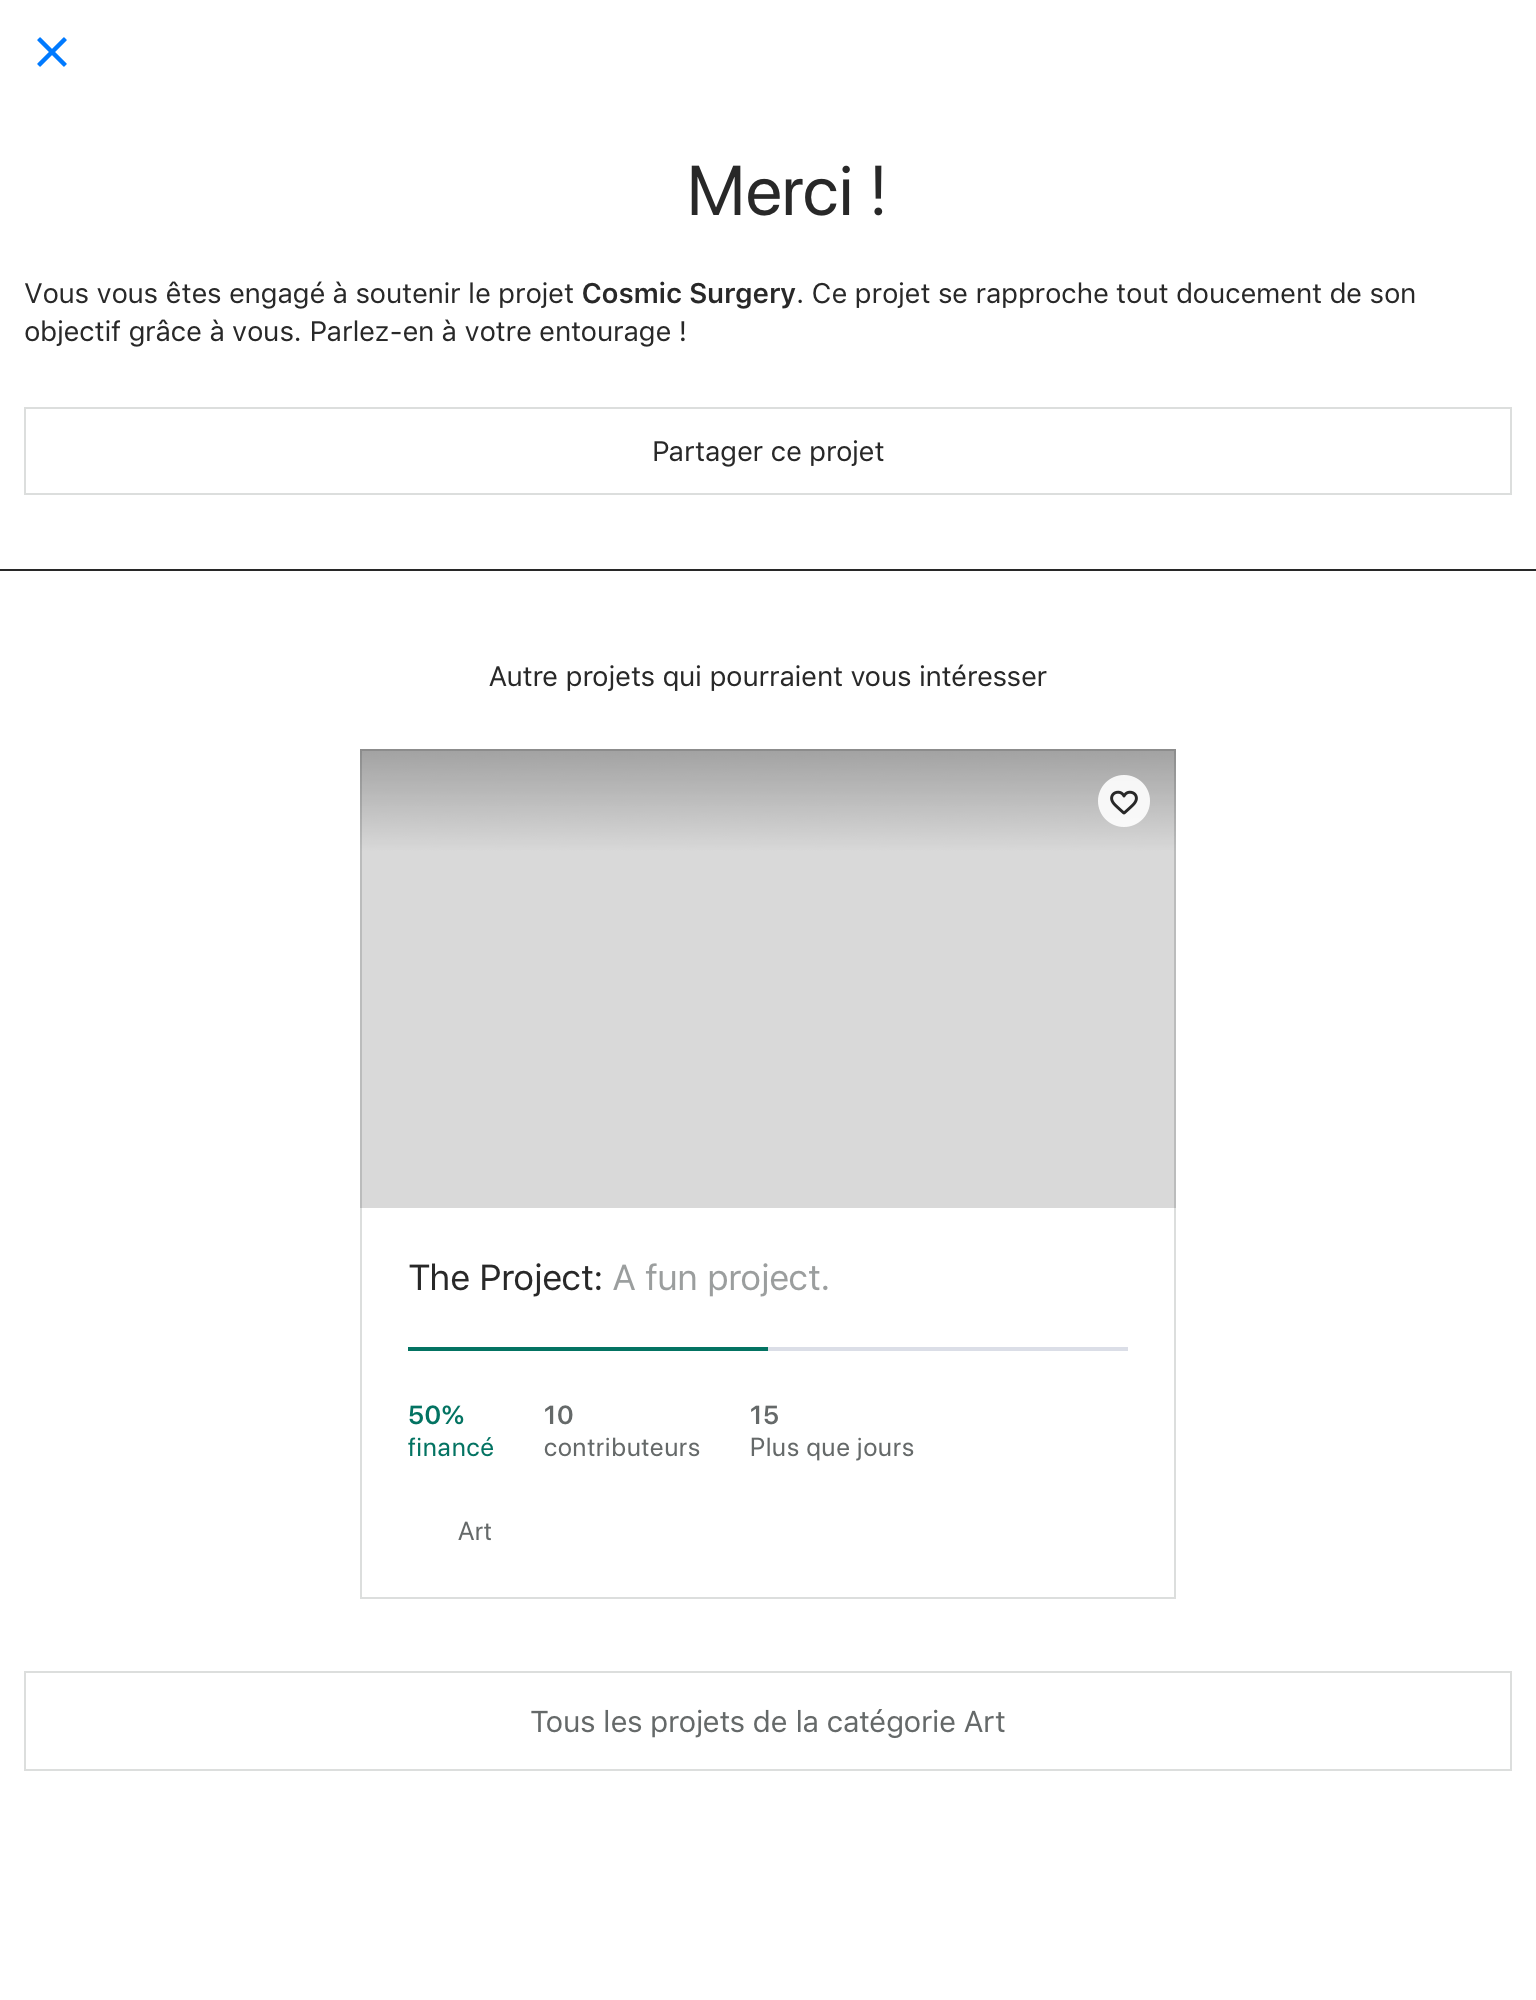 Merci !
Vous vous êtes engagé à soutenir le projet Cosmic Surgery. Ce projet se rapproche tout doucement de son
objectif grâce à vous. Parlez-en à votre entourage !
Partager ce projet
Autre projets qui pourraient vous intéresser
The Project: A fun project.
50% 10 15
financé contributeurs Plus que jours
Art
Tous les projets de la catégorie Art